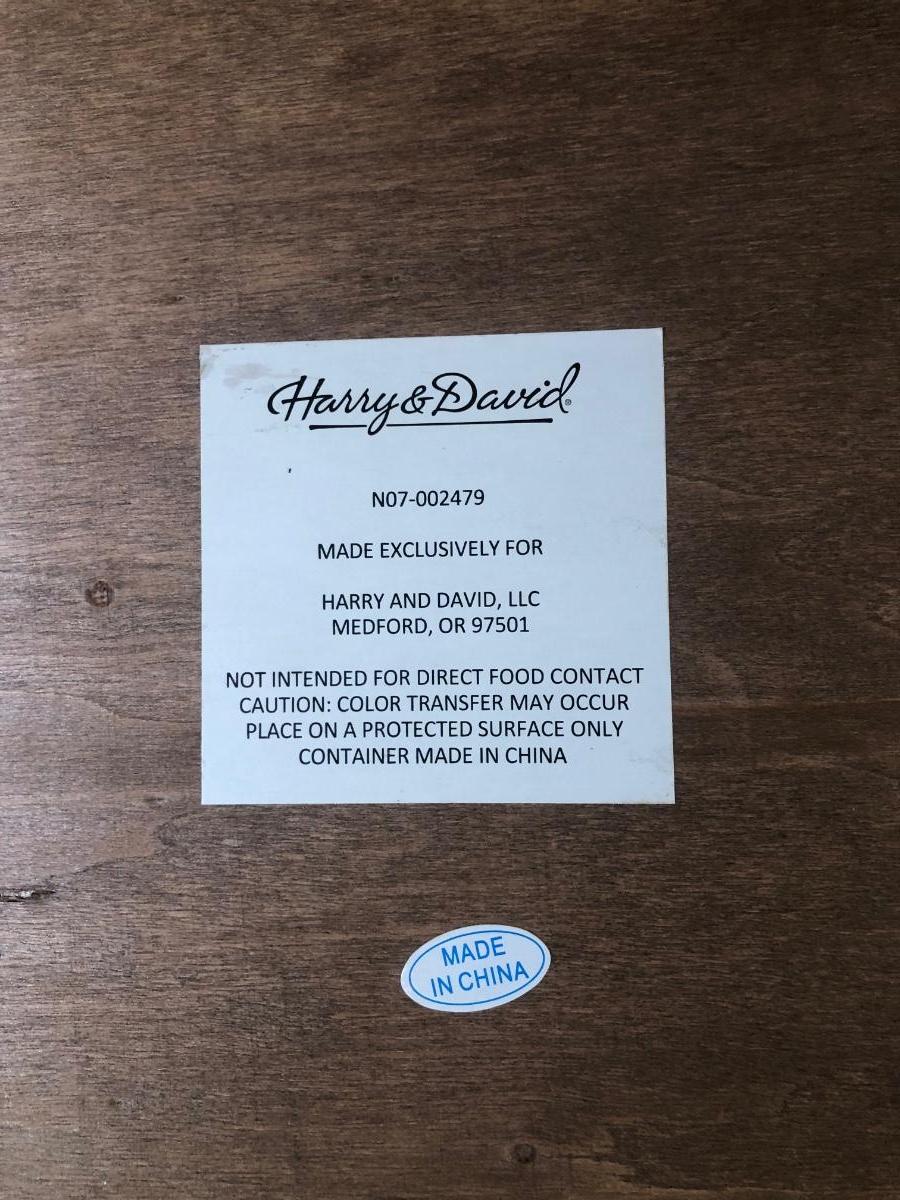 Harry & David®
N07-002479
MADE EXCLUSIVELY FOR
HARRY AND DAVID, LLC
MEDFORD, OR 97501
NOT INTENDED FOR DIRECT FOOD CONTACT
CAUTION: COLOR TRANSFER MAY OCCUR
PLACE ON A PROTECTED SURFACE ONLY
CONTAINER MADE IN CHINA
MADE
IN CHINA